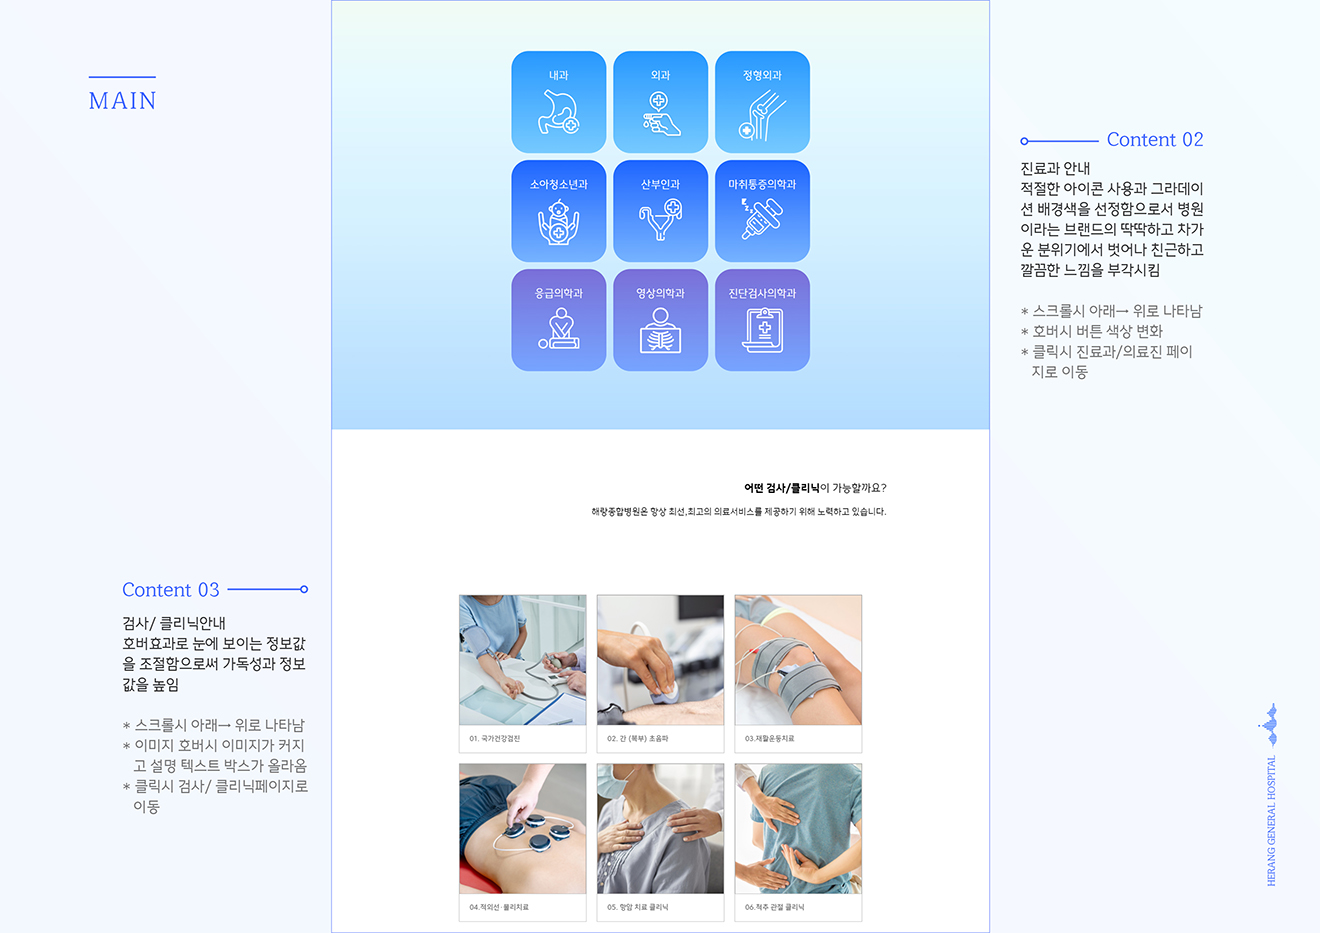 MAIN
내과
외과
정형외과
소아청소년과
산부인과
마취통증의학과
응급의학과
영상의학과
진단검사의학과
Content 02
진료과 안내
적절한 아이콘 사용과 그라데이
션 배경색을 선정함으로서 병원
이라는 브랜드의 딱딱하고 차가
운 분위기에서 벗어나 친근하고
깔끔한 느낌을 부각시킴
* 스크롤시 아래→ 위로 나타남
* 호버시 버튼 색상 변화
* 클릭시 진료과/의료진 페이
지로 이동
어떤 검사/클리닉이 가능할까요?
해랑종합병원은 항상 최선,최고의 의료서비스를 제공하기 위해 노력하고 있습니다.
Content 03
검사/ 클리닉안내
호버효과로 눈에 보이는 정보값
을 조절함으로써 가독성과 정보
값을 높임
* 스크롤시 아래→ 위로 나타남
* 이미지 호버시 이미지가 커지
고 설명 텍스트 박스가 올라옴
* 클릭시 검사/ 클리닉페이지로
이동
01. 국가건강검진
02. 간 (복부) 초음파
03.재활운동치료
04.적외선·물리치료
05. 항암 치료 클리닉
06.척추 관절 클리닉
HERANG GENERAL HOSPITAL